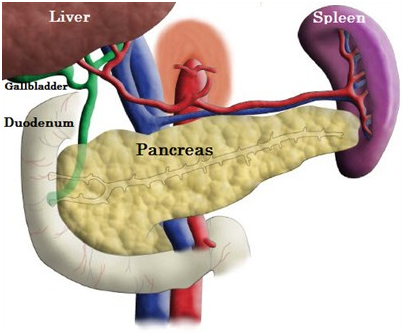 Liver
Spleen
Gallbladder
Duodenum
Pancreas